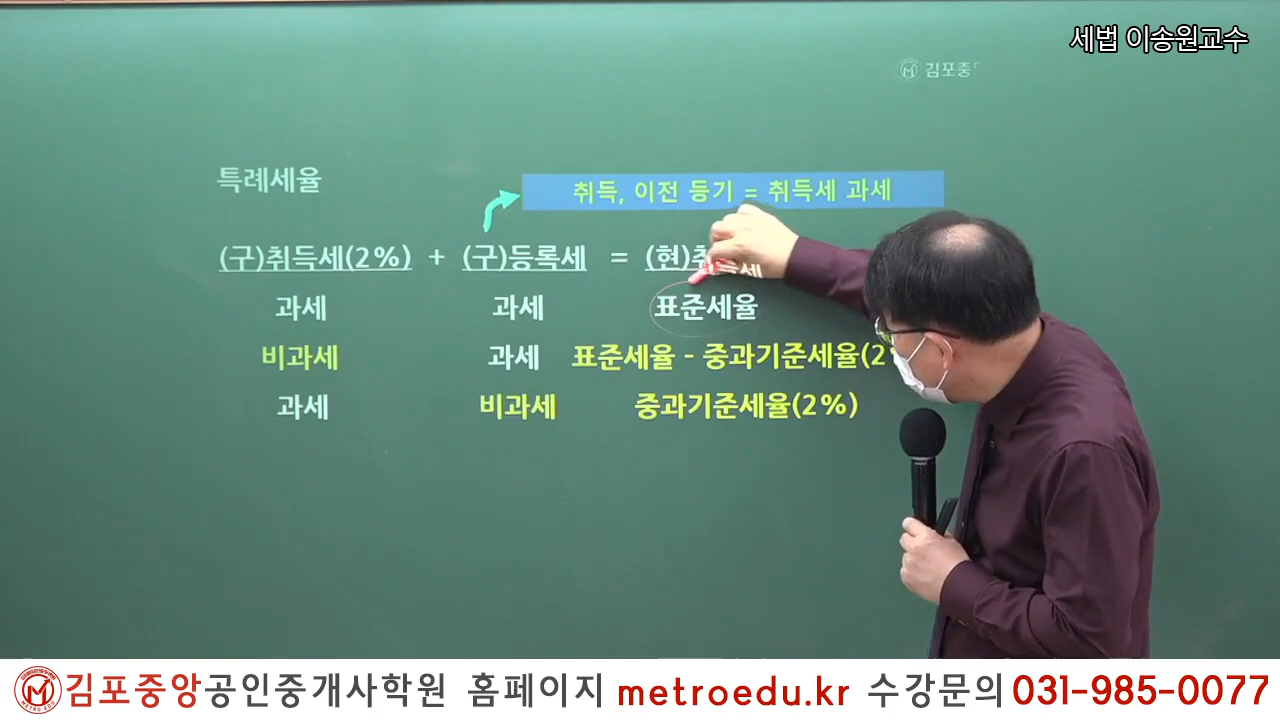 세법 이송원교수
김포중
특례세율
취득, 이전 등기 = 취득세 과세
(구)취득세(2%) + (구)등록세 = (현)취득세
과세 과세 표준세율
비과세 과세 표준세율 - 중과기준세율(2
과세 비과세 중과기준세율(2%)
김포중앙공인중개사학원 홈페이지 metroedu.kr 수강문의 031-985-0077